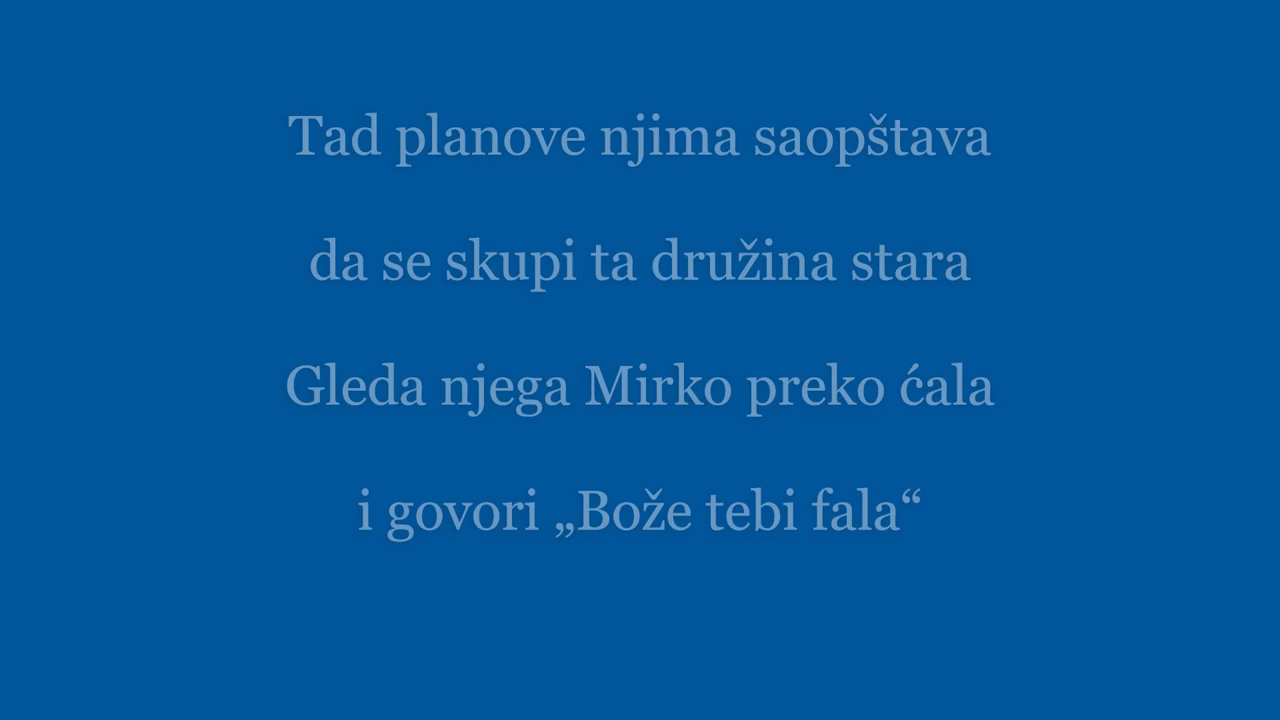 Tad planove njima saopštava
da se skupi ta družina stara
Gleda njega Mirko preko ćala
i govori „Bože tebi fala“